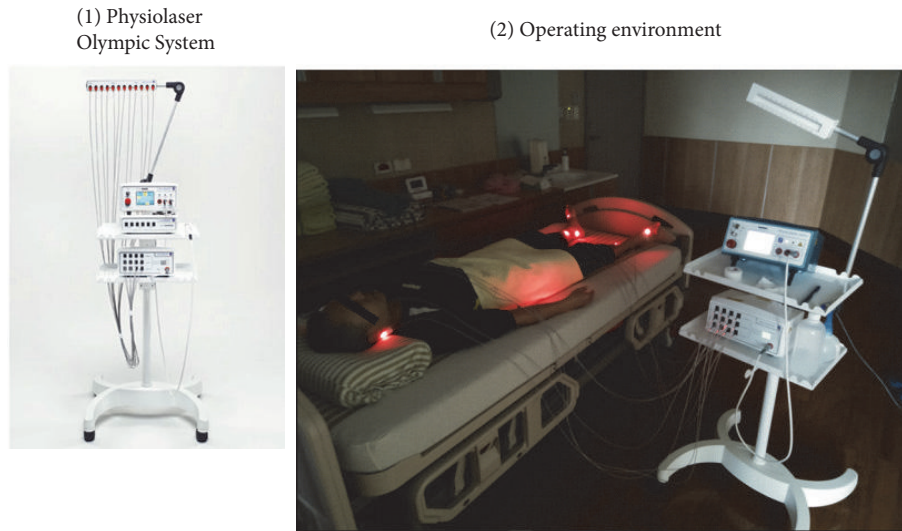 (1) Physiolaser
Olympic System
(2) Operating environment